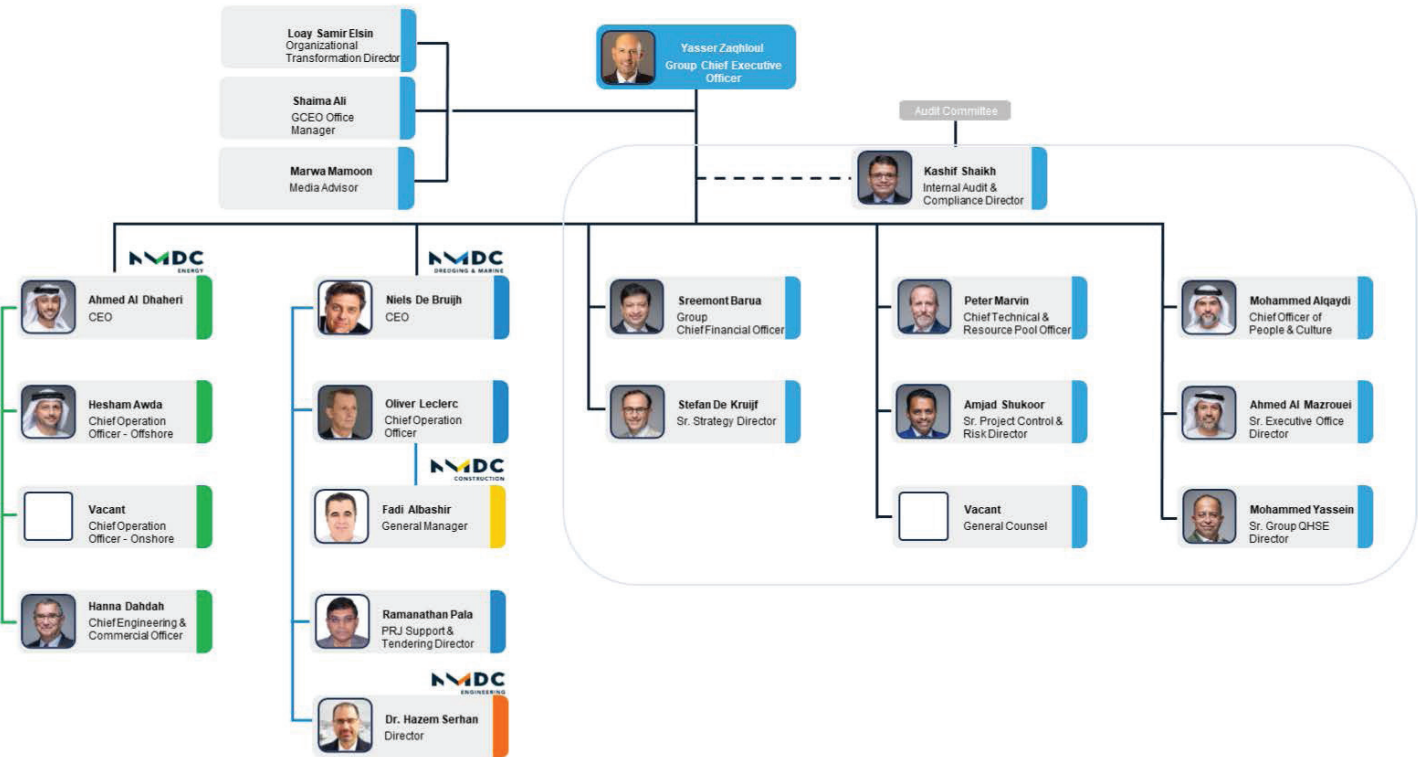 Loay Samir Elsin
Organizational
Transformation Director
Shaima Ali
GCEO Office
Manager
Marwa Mamoon
Media Advisor
Yasser Zaqhloul
Group Chief Executive
Officer
Audit Committee
Kashif Shaikh
Internal Audit &
Compliance Director
NMDC
ENERGY
Ahmed Al Dhaheri
CEO
Hesham Awda
Chief Operation
Officer - Offshore
Vacant
Chief Operation
Officer - Onshore
Hanna Dahdah
Chief Engineering &
Commercial Officer
NMDC
DREDGING & MARINE
Niels De Bruijh
CEO
Oliver Leclerc
Chief Operation
Officer
NMDC
CONSTRUCTION
Fadi Albashir
General Manager
Ramanathan Pala
PRJ Support &
Tendering Director
NMDC
ENGINEERING
Dr. Hazem Serhan
Director
Sreemont Barua
Group
Chief Financial Officer
Stefan De Kruijf
Sr. Strategy Director
Peter Marvin
Chief Technical &
Resource Pool Officer
Amjad Shukoor
Sr. Project Control &
Risk Director
Vacant
General Counsel
Mohammed Alqaydi
Chief Officer of
People & Culture
Ahmed Al Mazrouei
Sr. Executive Office
Director
Mohammed Yassein
Sr. Group QHSE
Director